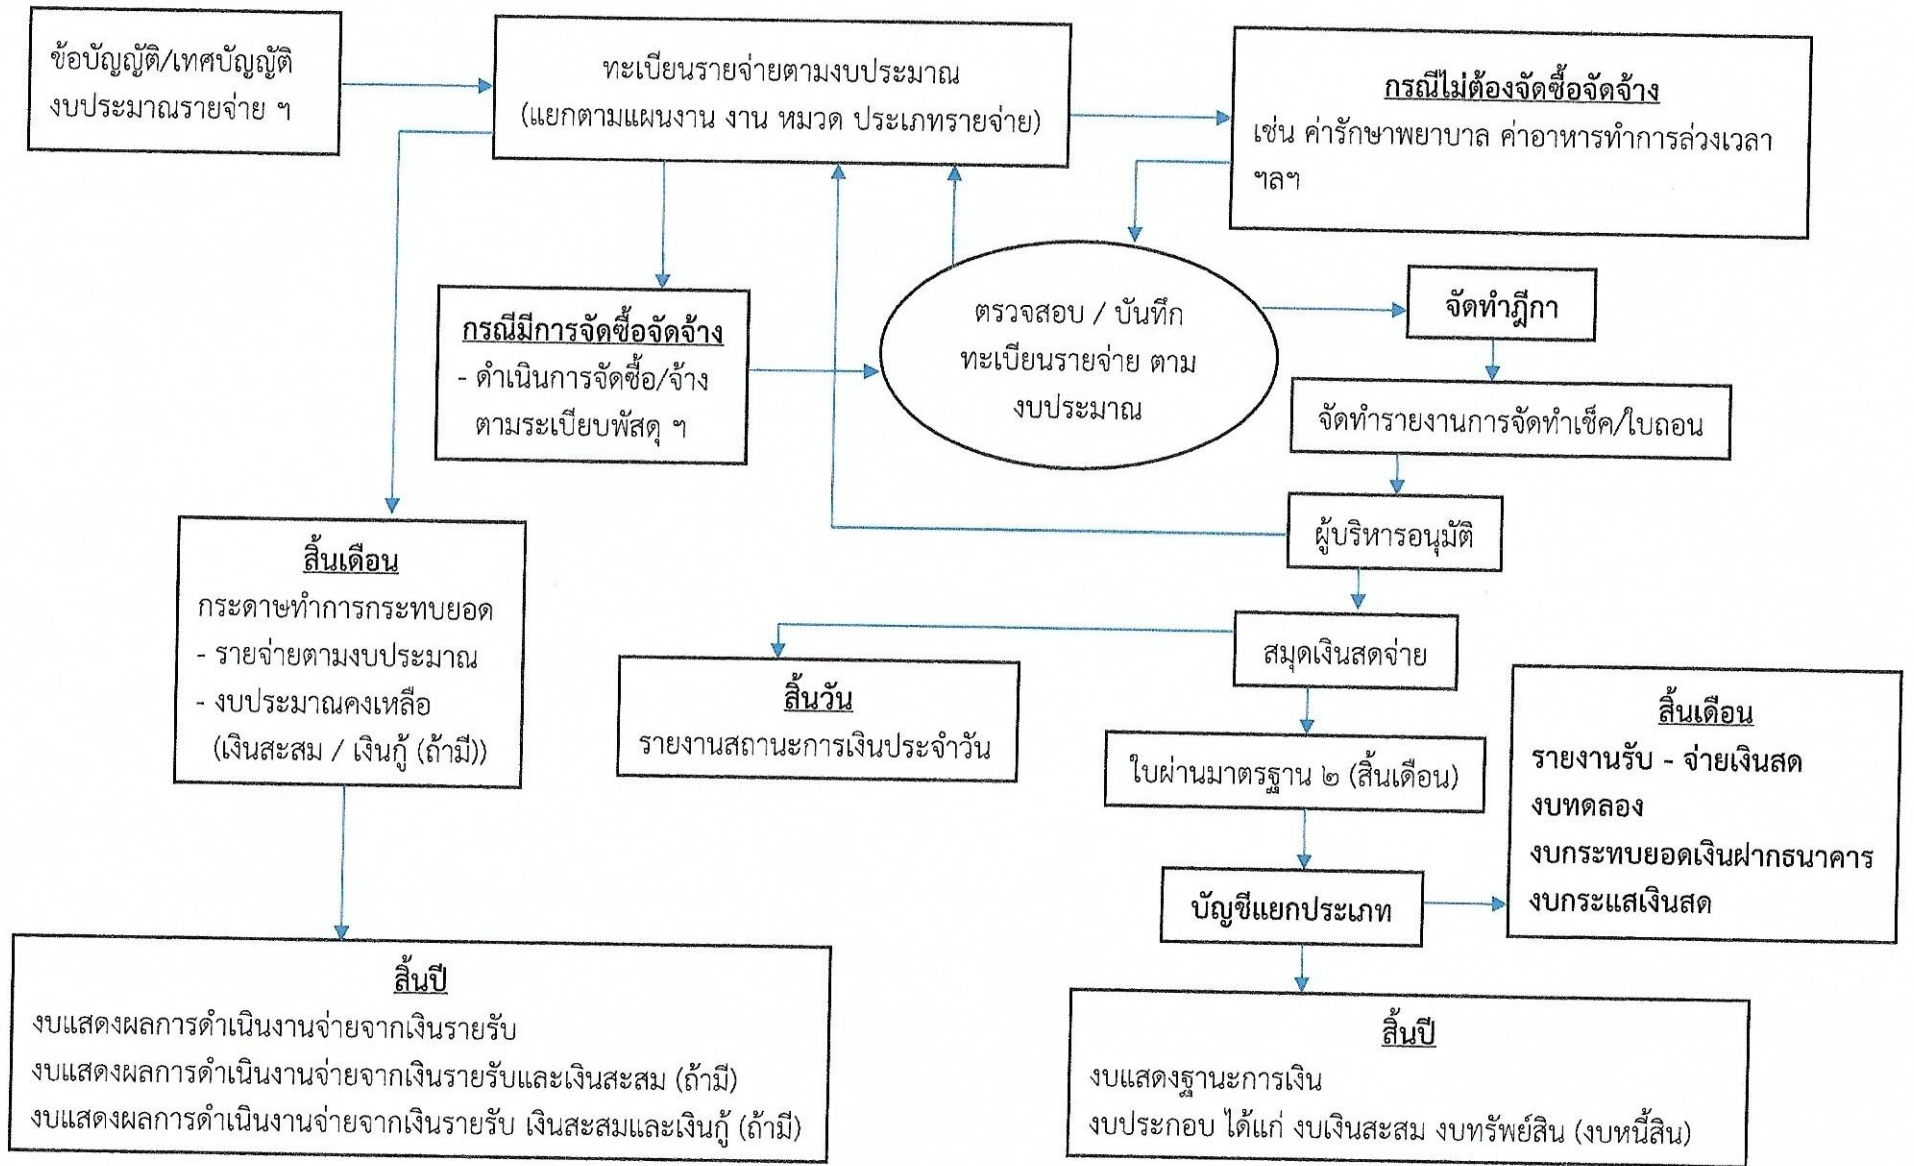 ข้อบัญญัติ/เทศบัญญัติ
งบประมาณรายจ่าย ฯ
ทะเบียนรายจ่ายตามงบประมาณ
(แยกตามแผนงาน งาน หมวด ประเภทรายจ่าย)
กรณีไม่ต้องจัดซื้อจัดจ้าง
เช่น ค่ารักษาพยาบาล ค่าอาหารทำการล่วงเวลา
ฯลฯ
กรณีมีการจัดซื้อจัดจ้าง
- ดำเนินการจัดซื้อ/จ้าง
ตามระเบียบพัสดุ ฯ
ตรวจสอบ / บันทึก
ทะเบียนรายจ่าย ตาม
งบประมาณ
จัดทำฎีกา
จัดทำรายงานการจัดทำเช็ค/ใบถอน
ผู้บริหารอนุมัติ
สิ้นเดือน
กระดาษทำการกระทบยอด
- รายจ่ายตามงบประมาณ
- งบประมาณคงเหลือ
(เงินสะสม / เงินกู้ (ถ้ามี))
สมุดเงินสดจ่าย
สิ้นวัน
รายงานสถานะการเงินประจำวัน
ใบผ่านมาตรฐาน ๒ (สิ้นเดือน)
สิ้นเดือน
รายงานรับ - จ่ายเงินสด
งบทดลอง
งบกระทบยอดเงินฝากธนาคาร
งบกระแสเงินสด
บัญชีแยกประเภท
สิ้นปี
งบแสดงผลการดำเนินงานจ่ายจากเงินรายรับ
งบแสดงผลการดำเนินงานจ่ายจากเงินรายรับและเงินสะสม (ถ้ามี)
งบแสดงผลการดำเนินงานจ่ายจากเงินรายรับ เงินสะสมและเงินกู้ (ถ้ามี)
สิ้นปี
งบแสดงฐานะการเงิน
งบประกอบ ได้แก่ งบเงินสะสม งบทรัพย์สิน (งบหนี้สิน)